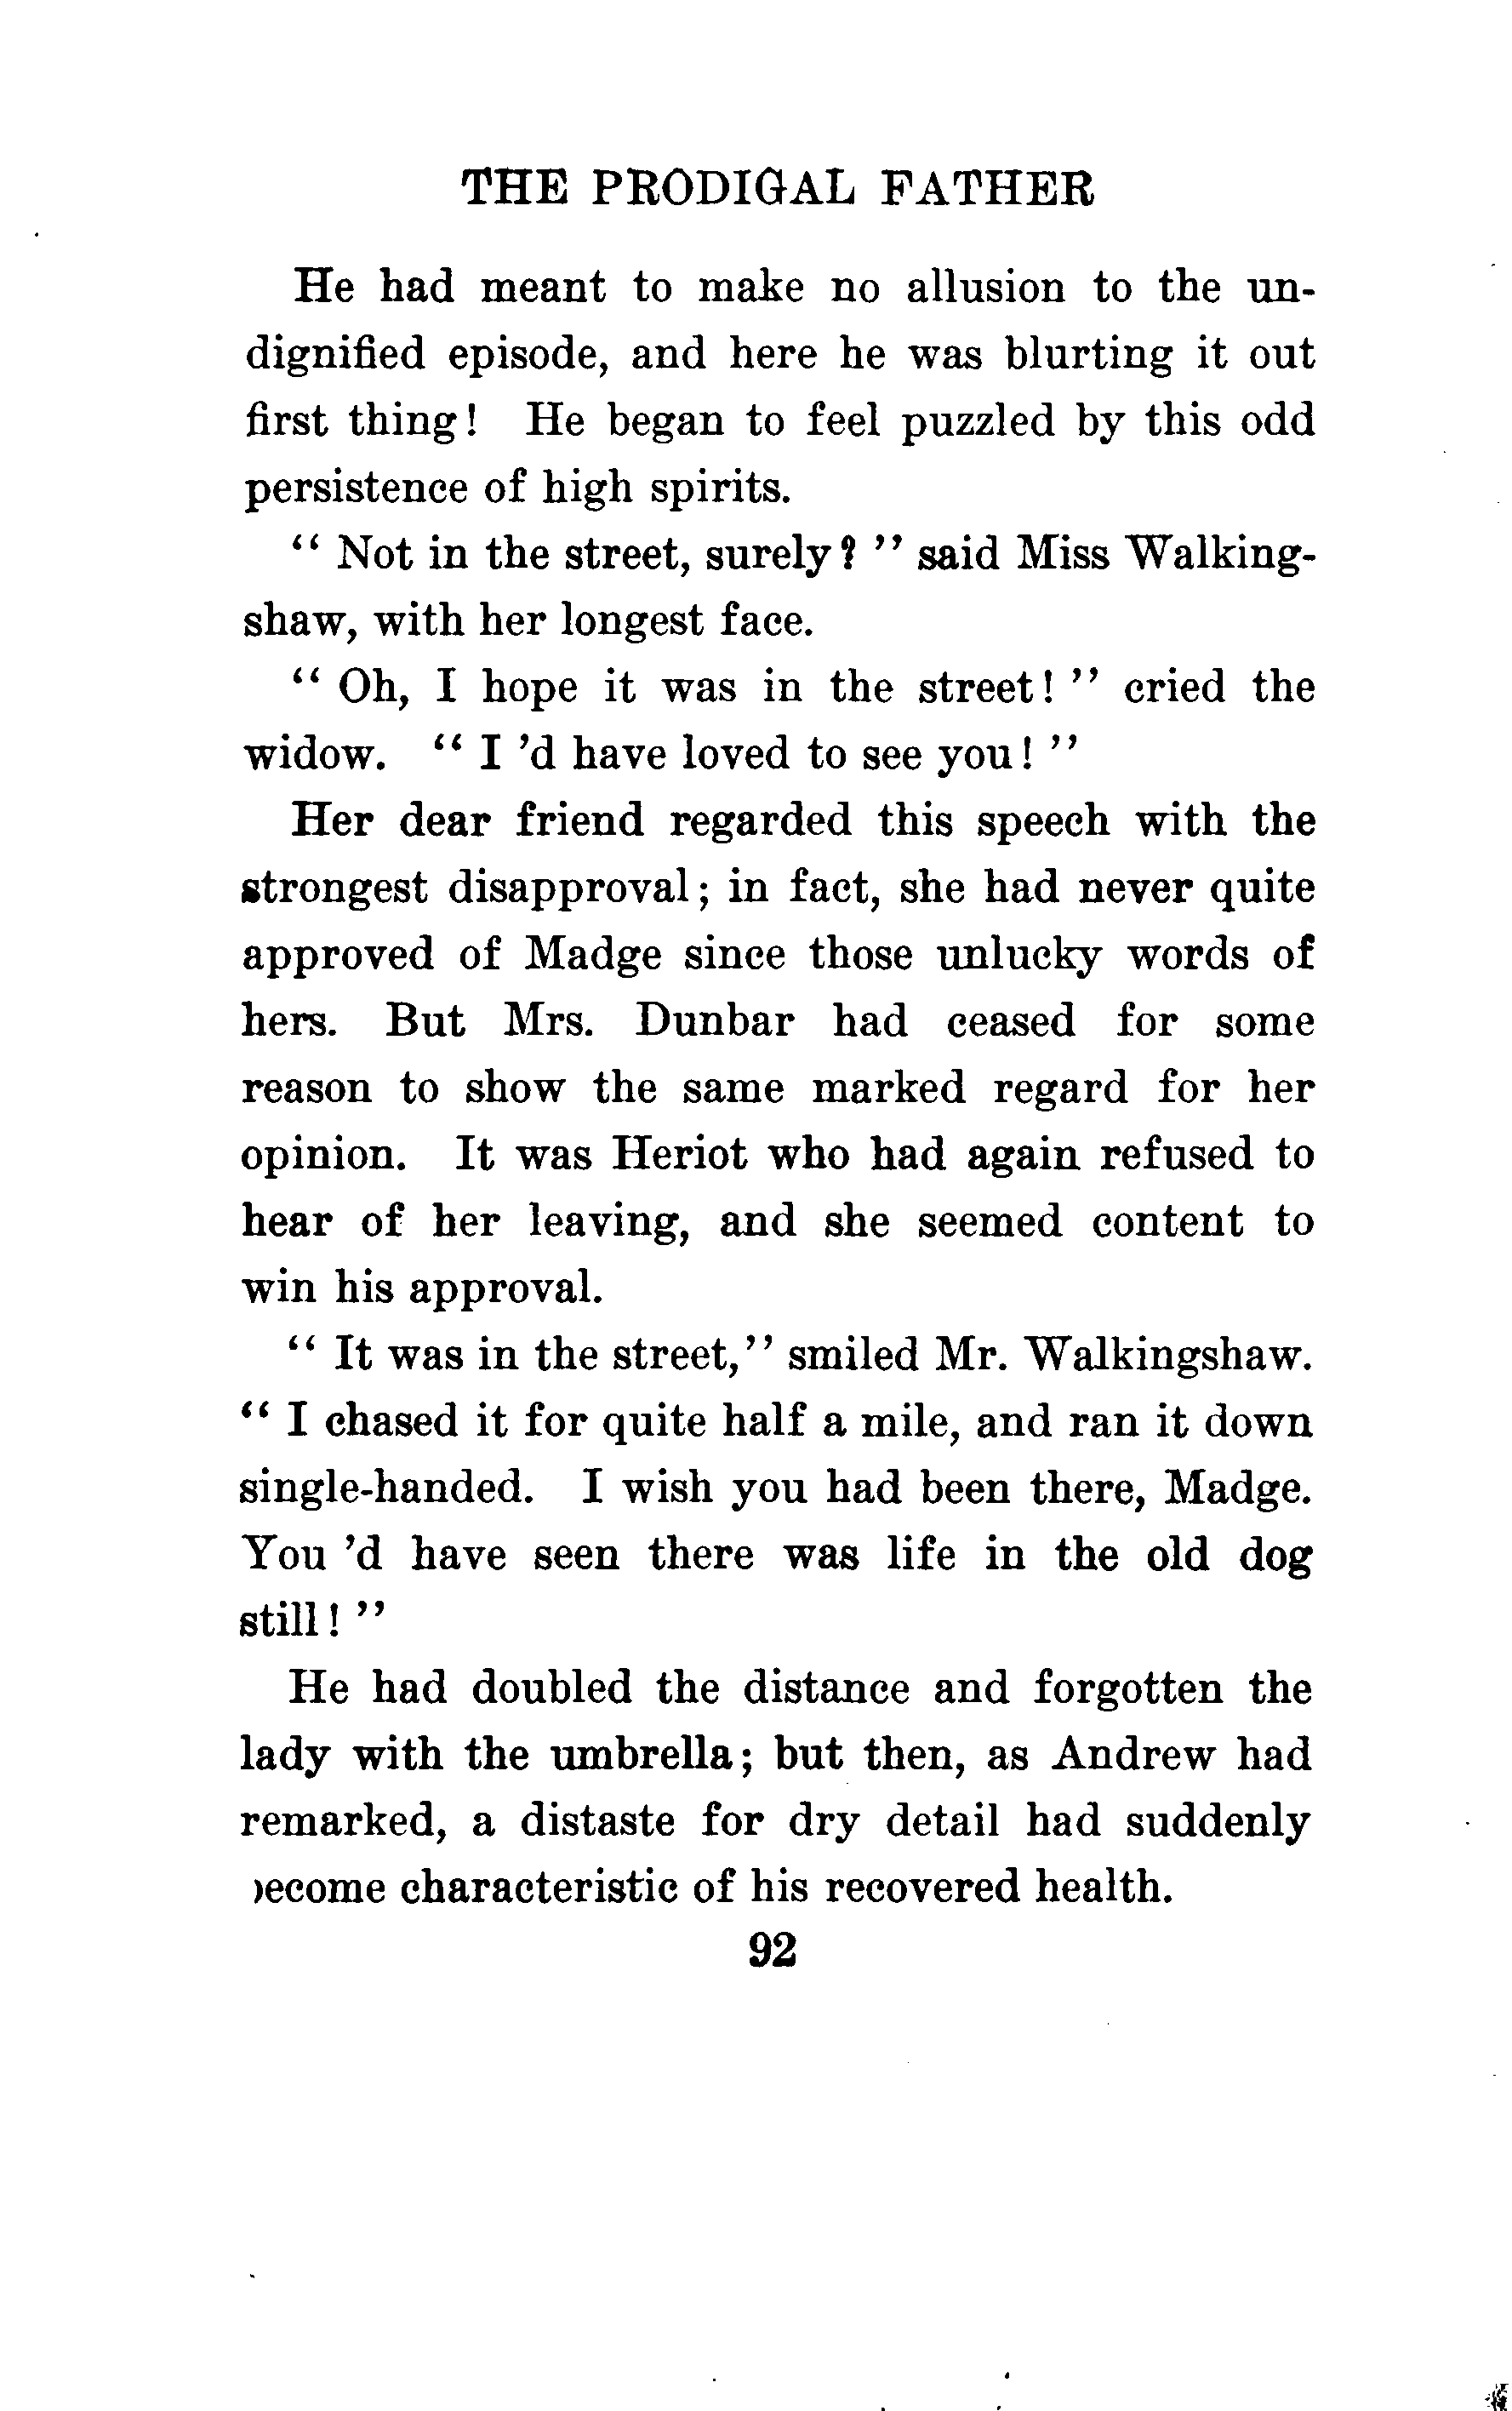 THE PRODIGAL FATHER
He had meant to make no allusion to the un-
dignified episode, and here he was blurting it out
first thing! He began to feel puzzled by this odd
persistence of high spirits.
“ Not in the street, surely? ” said Miss Walking-
shaw, with her longest face.
“ Oh, I hope it was in the street! ” cried the
widow. “ I 'd have loved to see you! ”
Her dear friend regarded this speech with the
strongest disapproval; in fact, she had never quite
approved of Madge since those unlucky words of
hers. But Mrs. Dunbar had ceased for some
reason to show the same marked regard for her
opinion. It was Heriot who had again refused to
hear of her leaving, and she seemed content to
win his approval.
“ It was in the street,” smiled Mr. Walkingshaw.
“ I chased it for quite half a mile, and ran it down
single-handed. I wish you had been there, Madge.
You 'd have seen there was life in the old dog
still! ”
He had doubled the distance and forgotten the
lady with the umbrella; but then, as Andrew had
remarked, a distaste for dry detail had suddenly
become characteristic of his recovered health.
92